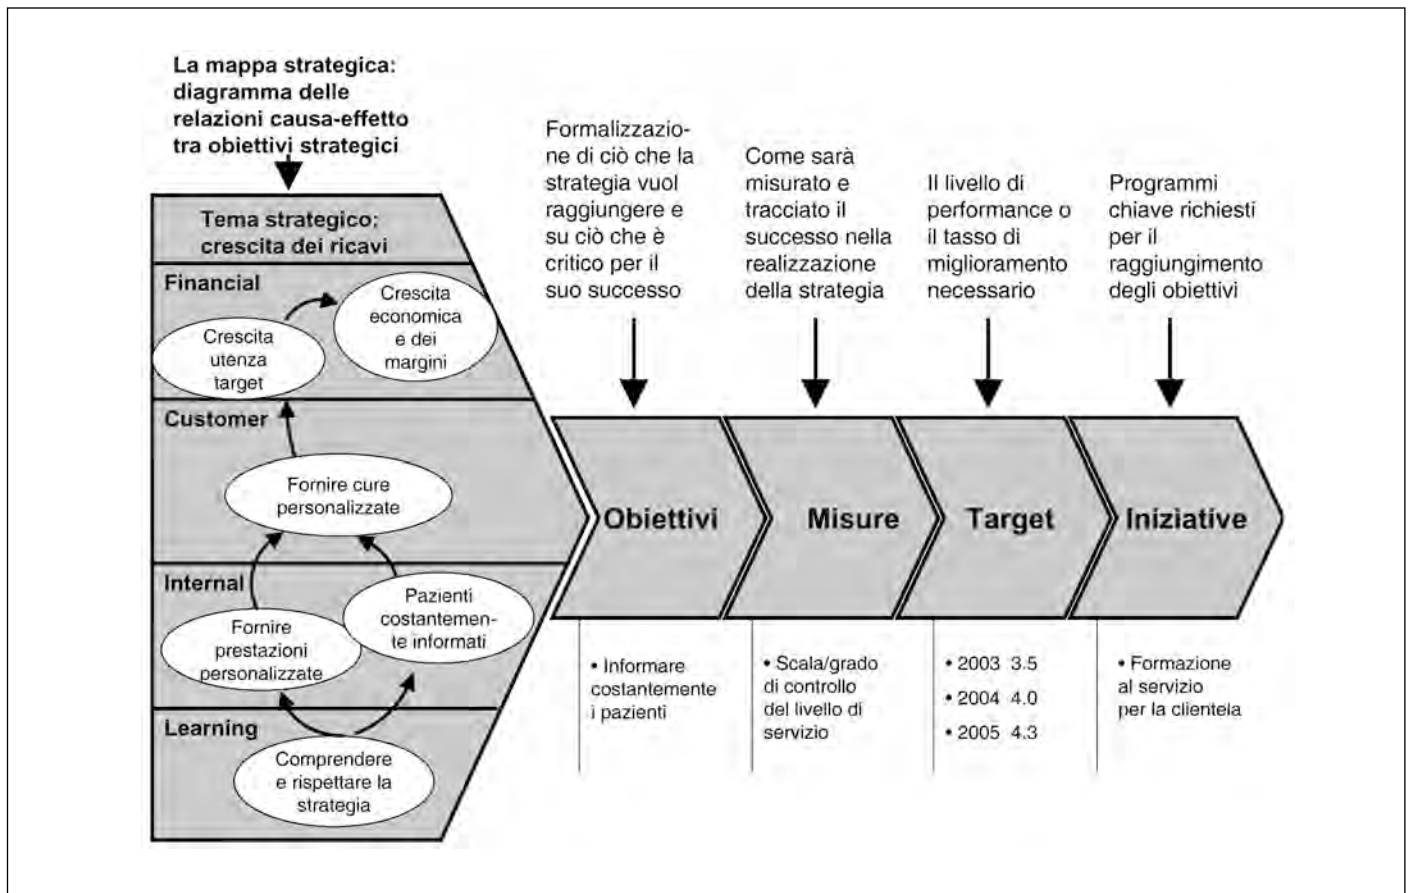 La mappa strategica:
diagramma delle
relazioni causa-effetto
tra obiettivi strategici
Tema strategico:
crescita dei ricavi
Financial
Crescita
economica
e dei
margini
Crescita
utenza
target
Customer
Fornire cure
personalizzate
Internal
Pazienti
costantemen-
te informati
Fornire
prestazioni
personalizzate
Learning
Comprendere
e rispettare la
strategia
Formalizzazio-
ne di ciò che la
strategia vuol
raggiungere e
su ciò che è
critico per il
suo successo
Come sarà
misurato e
tracciato il
successo nella
realizzazione
della strategia
Il livello di
performance o
il tasso di
miglioramento
necessario
Programmi
chiave richiesti
per il
raggiungimento
degli obiettivi
Obiettivi
Misure
Target
Iniziative
• Informare
costantemente
i pazienti
• Scala/grado
di controllo
del livello di
servizio
• 2003 3.5
• 2004 4.0
• 2005 4.3
• Formazione
al servizio
per la clientela